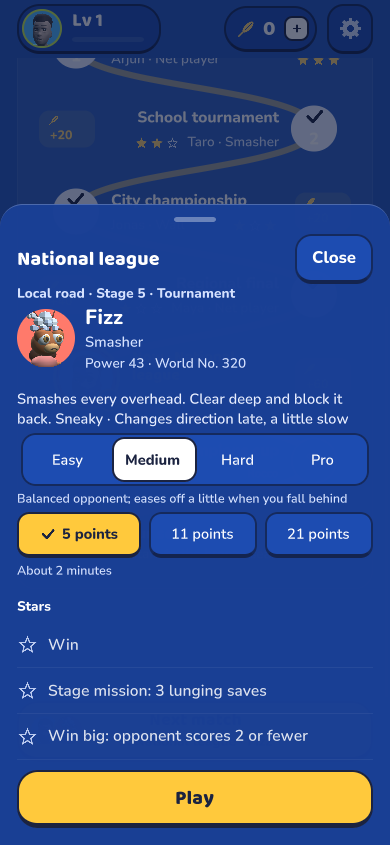 Lv 1
0
+
Arjun · Net player
+20
School tournament
Taro · Smasher
2
City championship
National league
Close
Local road · Stage 5 · Tournament
Fizz
Smasher
Power 43 · World No. 320
Smashes every overhead. Clear deep and block it
back. Sneaky · Changes direction late, a little slow
Easy
Medium
Hard
Pro
Balanced opponent; eases off a little when you fall behind
5 points
11 points
21 points
About 2 minutes
Stars
Win
Stage mission: 3 lunging saves
Win big: opponent scores 2 or fewer
Play